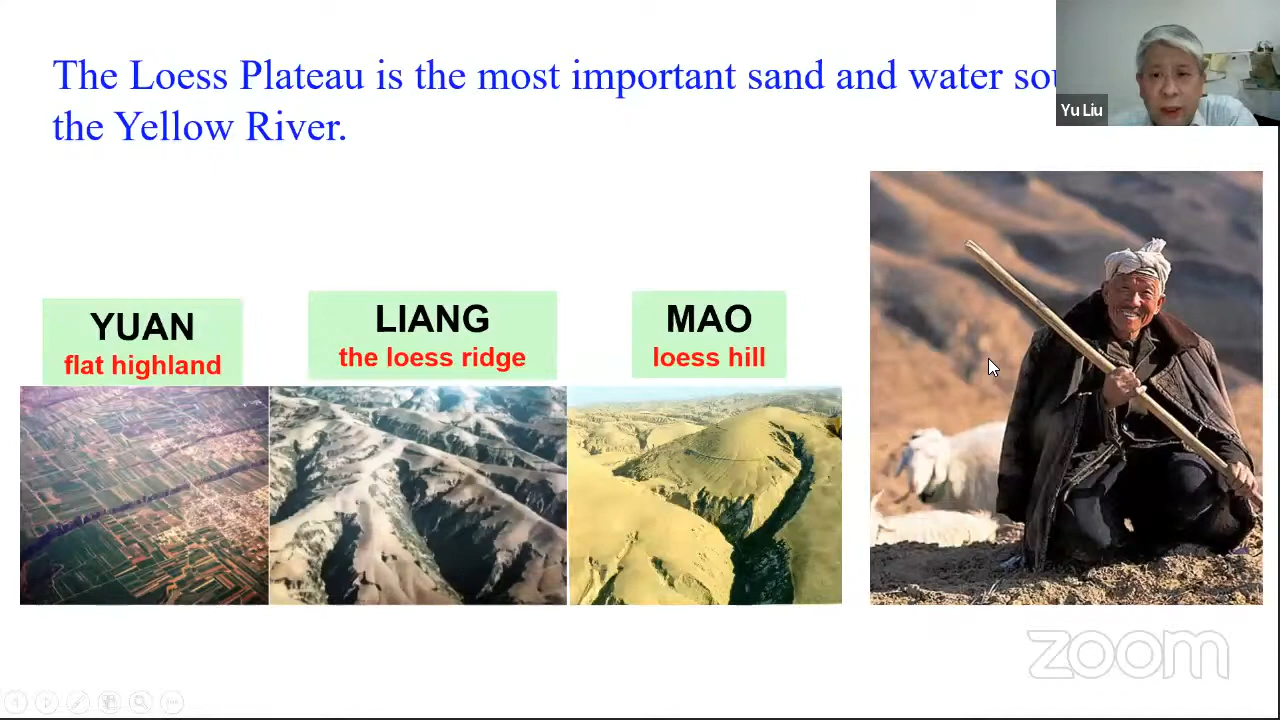 The Loess Plateau is the most important sand and water
the Yellow River.
Yu Liu
YUAN
flat highland
LIANG
the loess ridge
MAO
loess hill
zoom